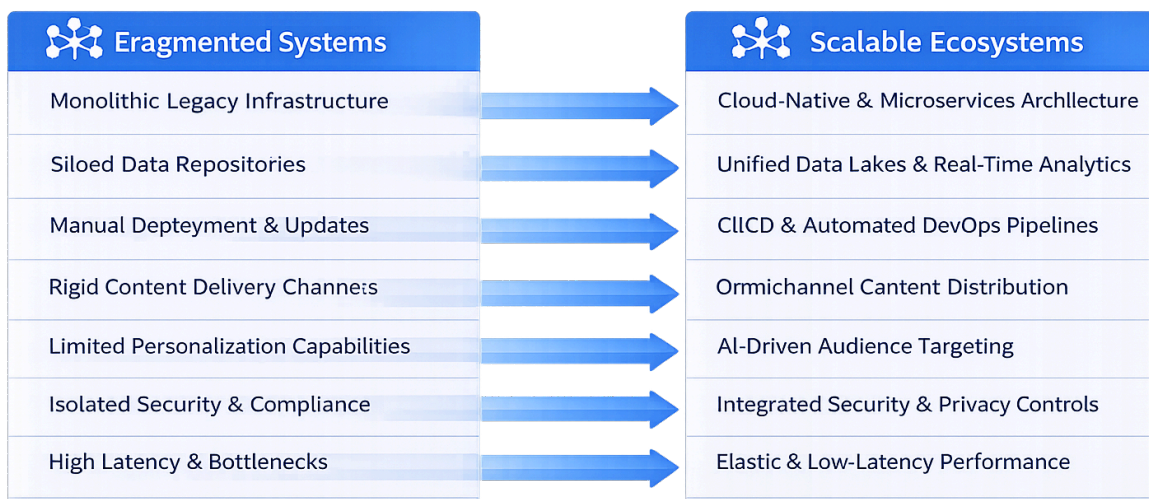 Eragmented Systems
Scalable Ecosystems
Monolithic Legacy Infrastructure
Cloud-Native & Microservices Archllecture
Siloed Data Repositories
Unified Data Lakes & Real-Time Analytics
Manual Depteyment & Updates
ClICD & Automated DevOps Pipelines
Rigid Content Delivery Channets
Ormichannel Cantent Distribution
Limited Personalization Capabilities
Al-Driven Audience Targeting
Isolated Security & Compliance
Integrated Security & Privacy Controls
High Latency & Bottlenecks
Elastic & Low-Latency Performance